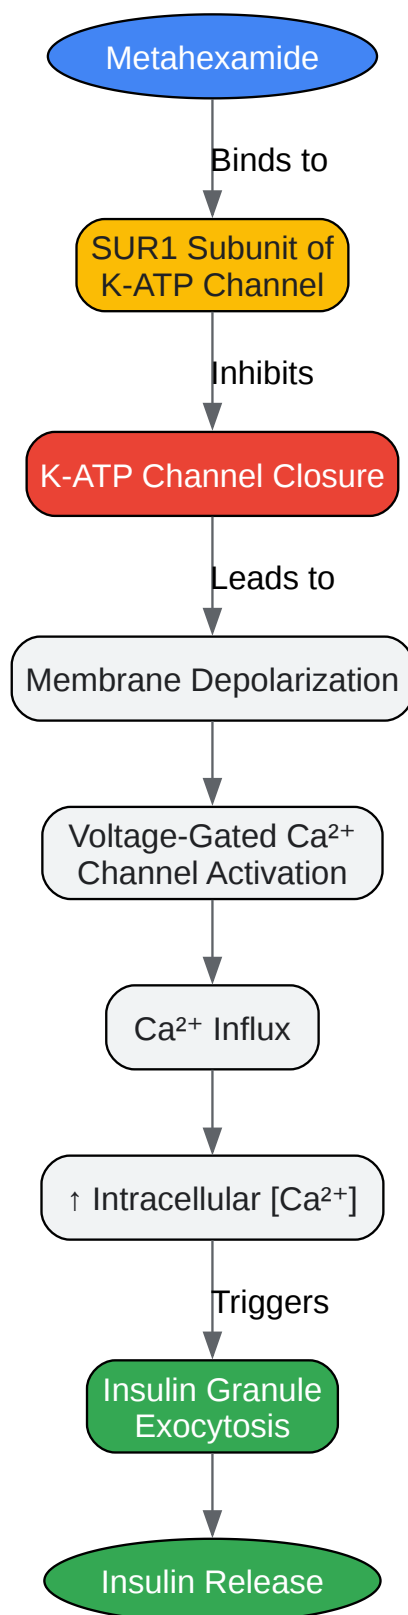 Metahexamide
Binds to
SUR1 Subunit of
K-ATP Channel
Inhibits
K-ATP Channel Closure
Leads to
Membrane Depolarization
Voltage-Gated Ca²⁺
Channel Activation
Ca²⁺ Influx
↑ Intracellular [Ca²⁺]
Triggers
Insulin Granule
Exocytosis
Insulin Release